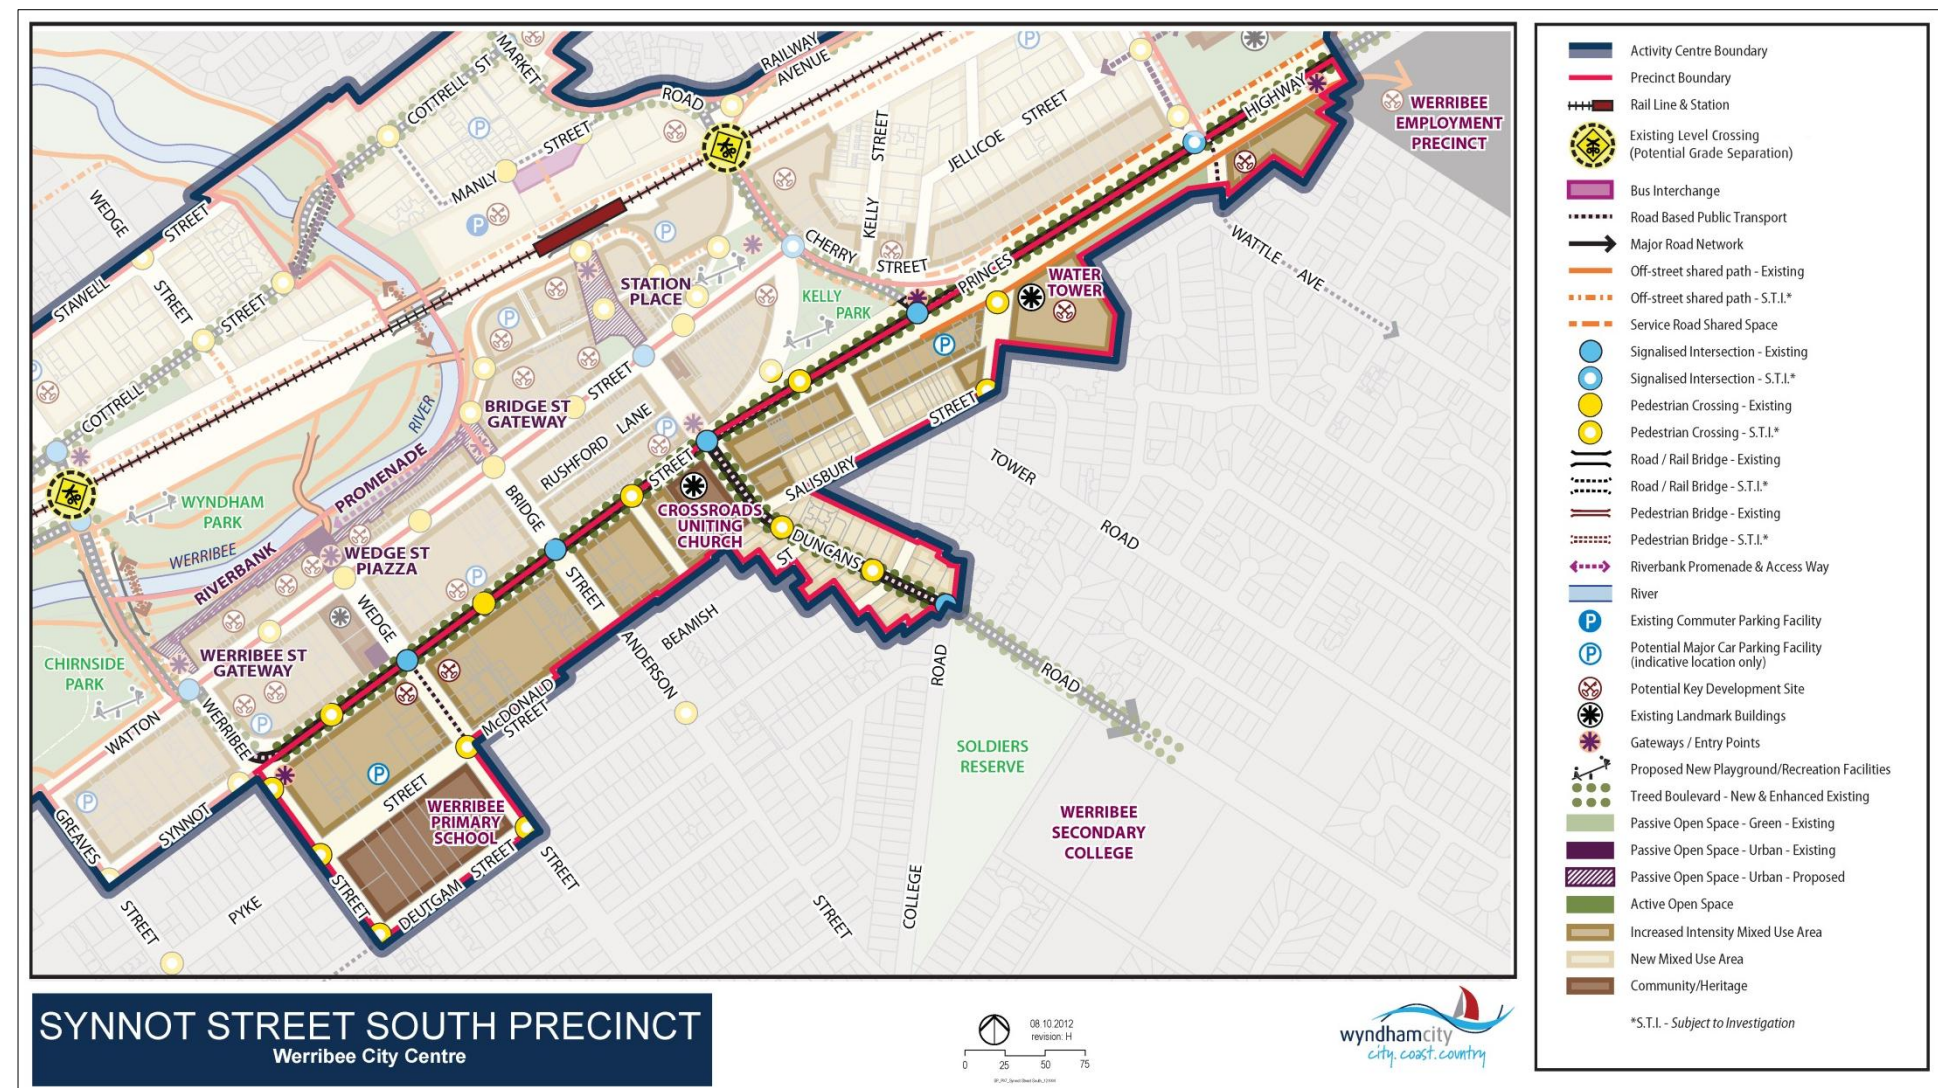 MARKET
COTTRELL ST
ROAD
RAILWAY
AVENUE
MANLY STREET
KELLY STREET
JELLICOE STREET
HIGHWAY
WERRIBEE
EMPLOYMENT
PRECINCT
WEDGE
STREET
STAWELL STREET
STREET
COTTRELL STREET
STATION
PLACE
CHERRY STREET
KELLY
PARK
PRINCES
WATER
TOWER
WATTLE AVE
RIVER
BRIDGE ST
GATEWAY
STREET
RUSHFORD LANE
STREET
WYNDHAM
PARK
WERRIBEE
RIVERBANK PROMENADE
WEDGE ST
PIAZZA
BRIDGE
STREET
CROSSROADS
UNITING
CHURCH
SALISBURY STREET
TOWER
ROAD
DUNCANS
ST
BEAMISH
ANDERSON
ROAD
ROAD
CHIRNSIDE
PARK
WERRIBEE ST
GATEWAY
WEDGE
McDONALD
STREET
WATTON
WERRIBEE
SOLDIERS
RESERVE
GREAVES
SYNNOT
STREET
WERRIBEE
PRIMARY
SCHOOL
WERRIBEE
SECONDARY
COLLEGE
STREET
PYKE
STREET
DEUTGAM STREET
STREET
STREET
COLLEGE
Activity Centre Boundary
Precinct Boundary
Rail Line & Station
Existing Level Crossing
(Potential Grade Separation)
Bus Interchange
Road Based Public Transport
Major Road Network
Off-street shared path - Existing
Off-street shared path - S.T.I.*
Service Road Shared Space
Signalised Intersection - Existing
Signalised Intersection - S.T.I.*
Pedestrian Crossing - Existing
Pedestrian Crossing - S.T.I.*
Road / Rail Bridge - Existing
Road / Rail Bridge - S.T.I.*
Pedestrian Bridge - Existing
Pedestrian Bridge - S.T.I.*
Riverbank Promenade & Access Way
River
P Existing Commuter Parking Facility
P Potential Major Car Parking Facility
(indicative location only)
Potential Key Development Site
Existing Landmark Buildings
Gateways / Entry Points
Proposed New Playground/Recreation Facilities
Treed Boulevard - New & Enhanced Existing
Passive Open Space - Green - Existing
Passive Open Space - Urban - Existing
Passive Open Space - Urban - Proposed
Active Open Space
Increased Intensity Mixed Use Area
New Mixed Use Area
Community/Heritage
*S.T.I. - Subject to Investigation
SYNNOT STREET SOUTH PRECINCT
Werribee City Centre
08.10.2012
revision: H
0 25 50 75
wyndhamcity
city. coast. country